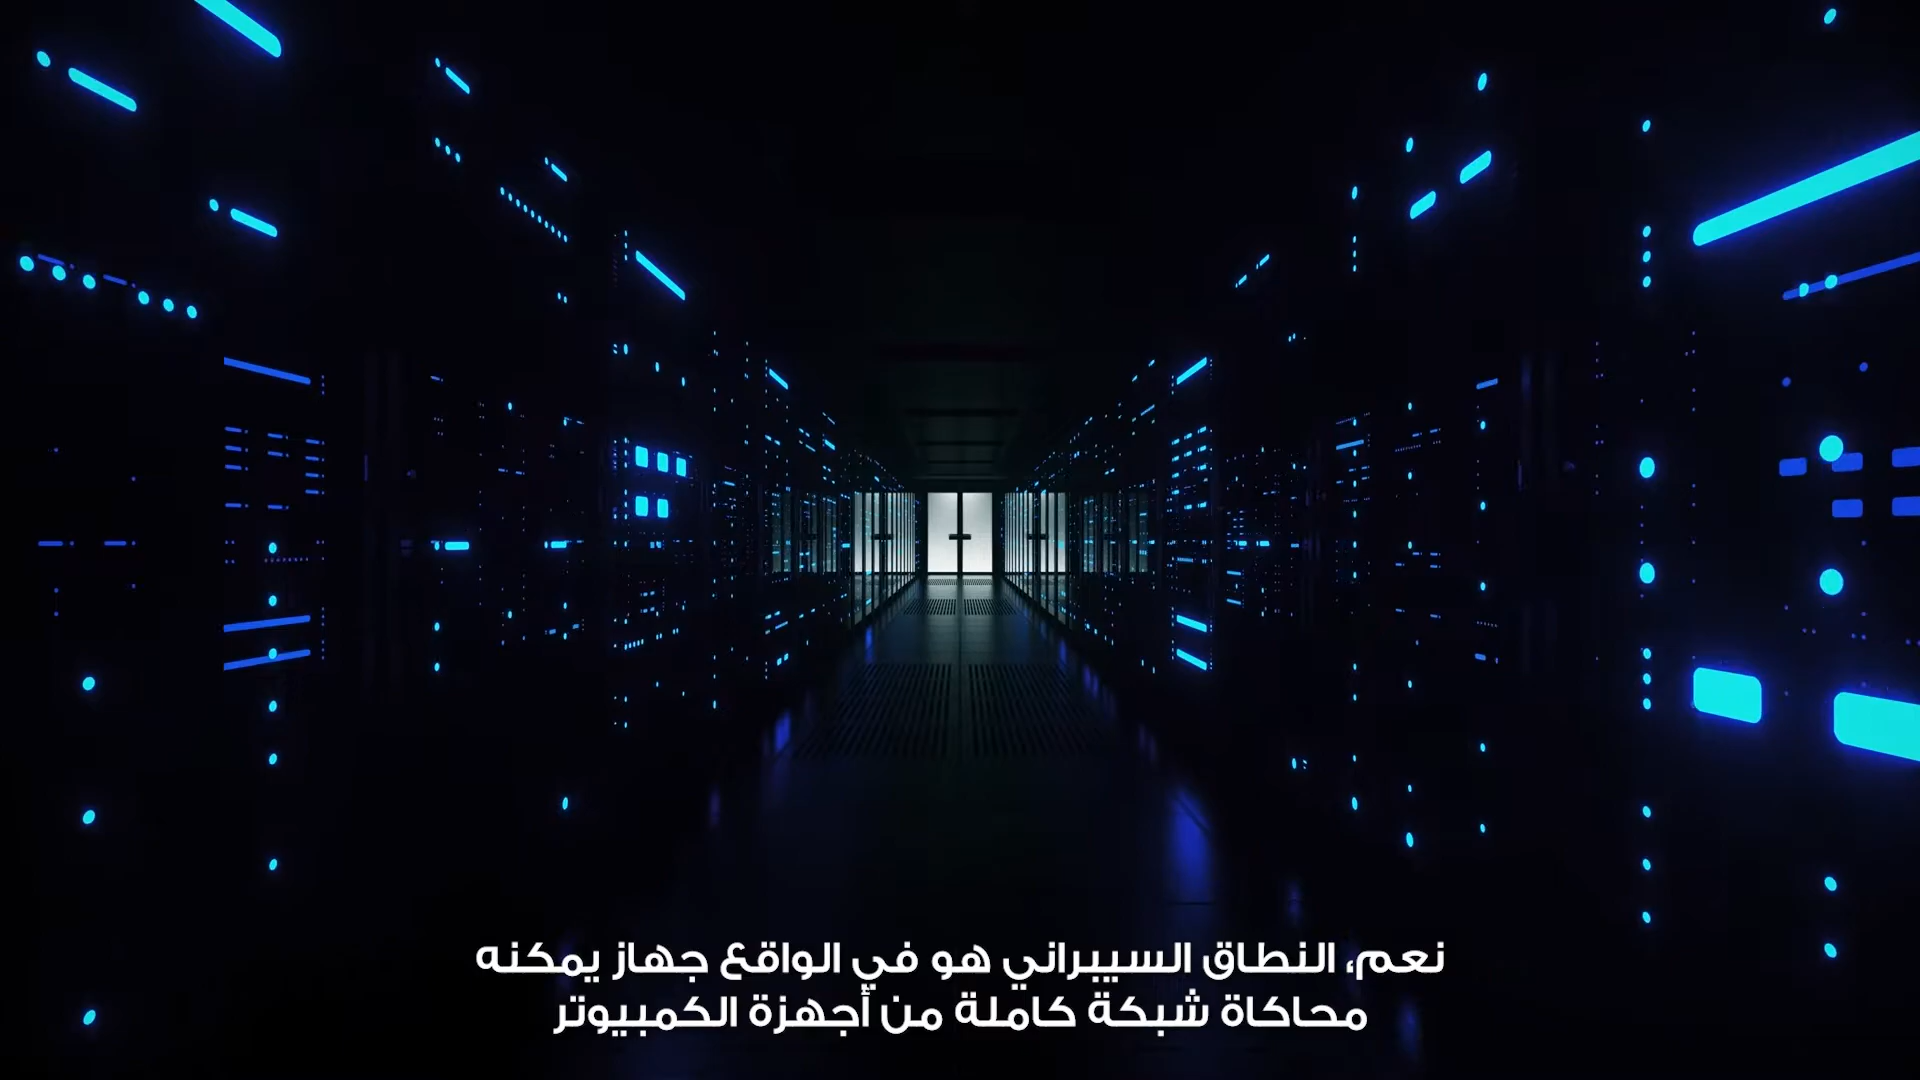 نعم، النطاق السيبراني هو في الواقع جهاز يمكنه
محاكاة شبكة كاملة من أجهزة الكمبيوتر